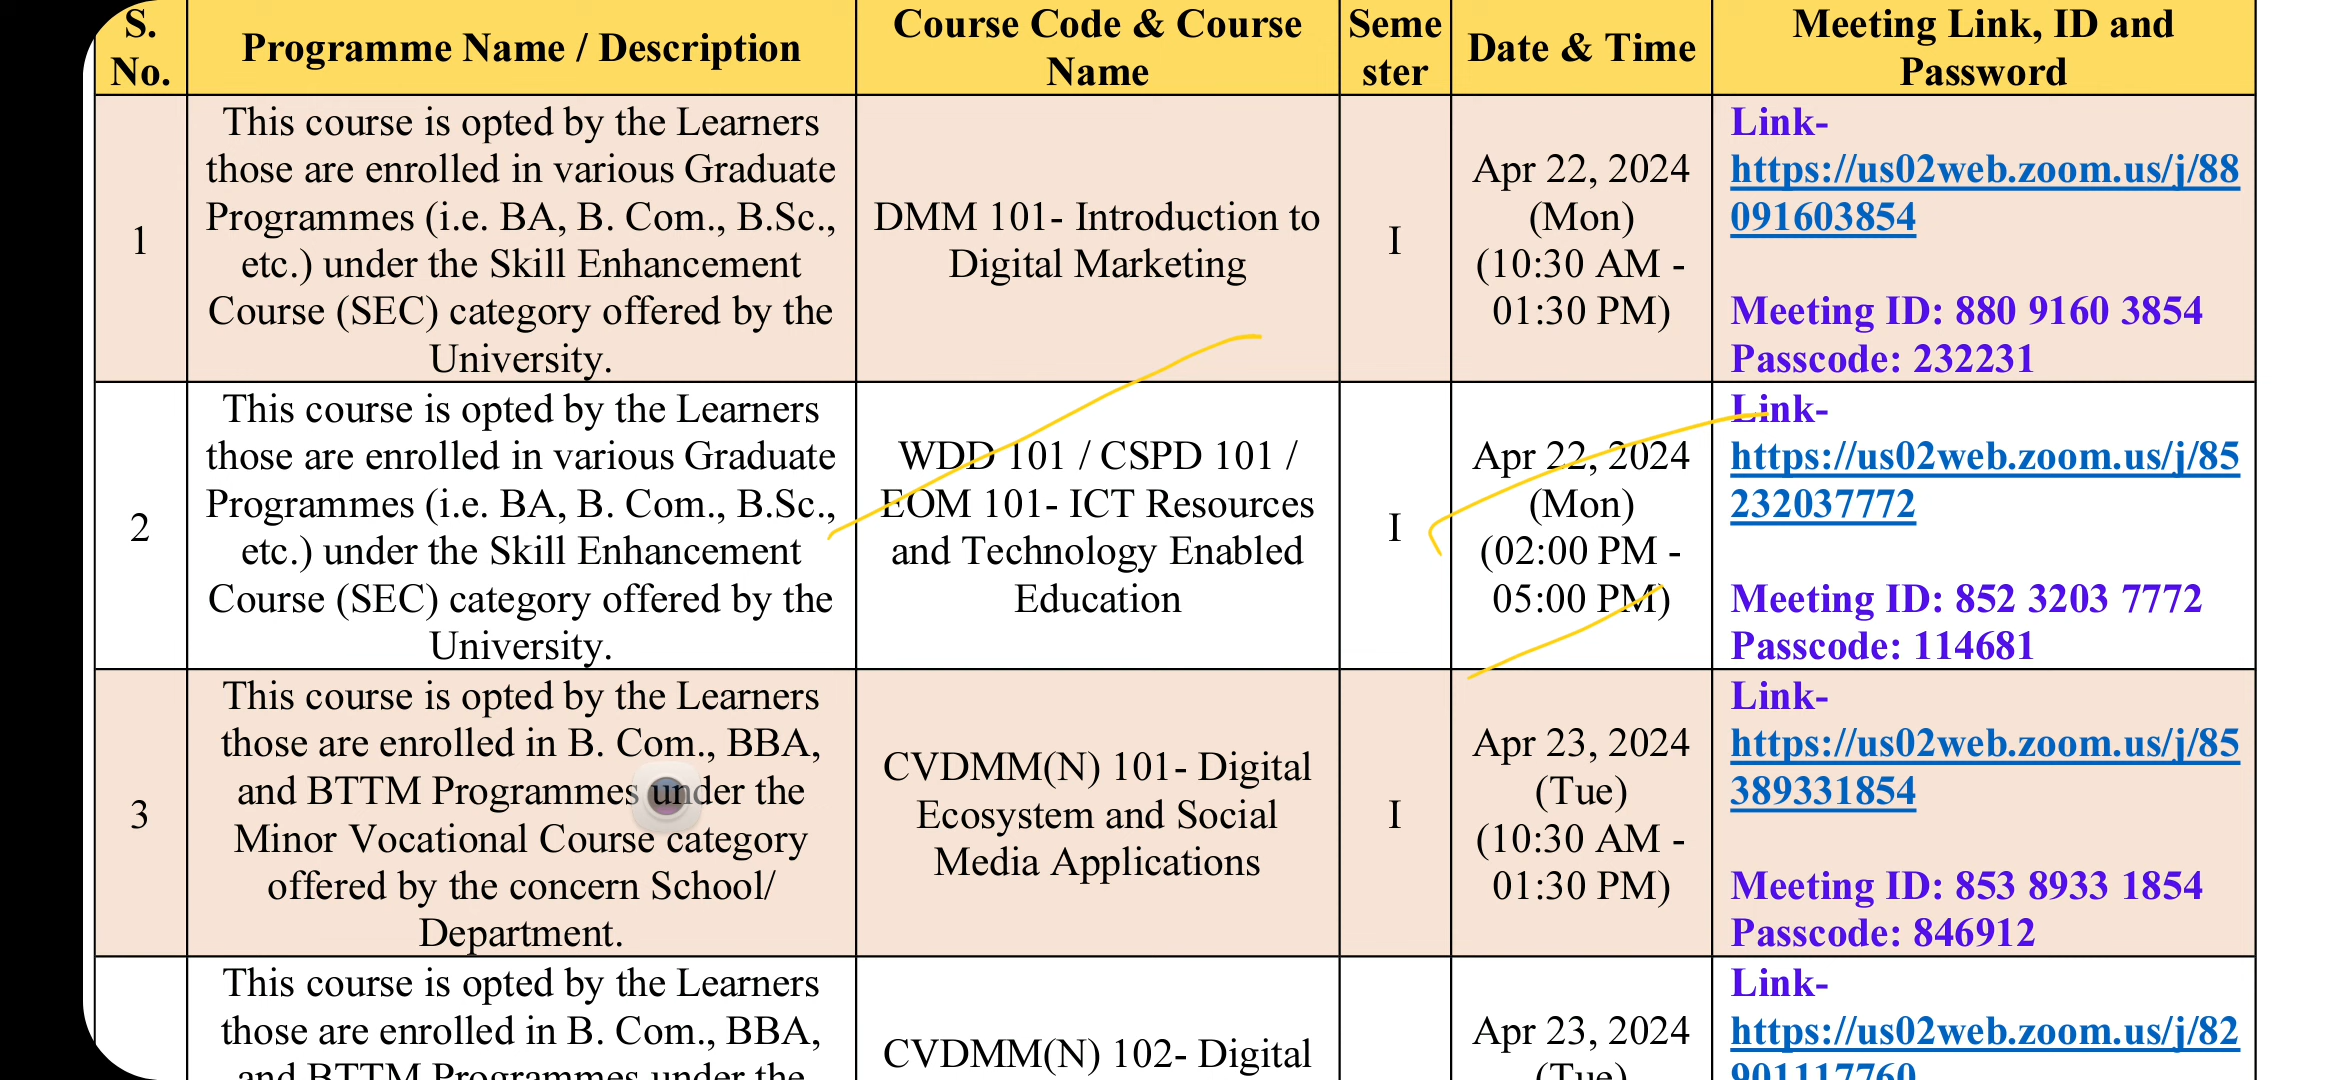 S.
No.
Programme Name / Description
Course Code & Course
Name
Seme
ster
Date & Time
Meeting Link, ID and
Password
1
This course is opted by the Learners
those are enrolled in various Graduate
Programmes (i.e. BA, B. Com., B.Sc.,
etc.) under the Skill Enhancement
Course (SEC) category offered by the
University.
DMM 101- Introduction to
Digital Marketing
I
Apr 22, 2024
(Mon)
(10:30 AM -
01:30 PM)
Link-
https://us02web.zoom.us/j/88
091603854
Meeting ID: 880 9160 3854
Passcode: 232231
2
This course is opted by the Learners
those are enrolled in various Graduate
Programmes (i.e. BA, B. Com., B.Sc.,
etc.) under the Skill Enhancement
Course (SEC) category offered by the
University.
WDD 101 / CSPD 101 /
EOM 101- ICT Resources
and Technology Enabled
Education
I
Apr 22, 2024
(Mon)
(02:00 PM -
05:00 PM)
Link-
https://us02web.zoom.us/j/85
232037772
Meeting ID: 852 3203 7772
Passcode: 114681
3
This course is opted by the Learners
those are enrolled in B. Com., BBA,
and BTTM Programmes under the
Minor Vocational Course category
offered by the concern School/
Department.
CVDMM(N) 101- Digital
Ecosystem and Social
Media Applications
I
Apr 23, 2024
(Tue)
(10:30 AM -
01:30 PM)
Link-
https://us02web.zoom.us/j/85
389331854
Meeting ID: 853 8933 1854
Passcode: 846912
This course is opted by the Learners
those are enrolled in B. Com., BBA,
and BTTM Programmes under the
CVDMM(N) 102- Digital
Apr 23, 2024
(Tue)
Link-
https://us02web.zoom.us/j/82
901117760